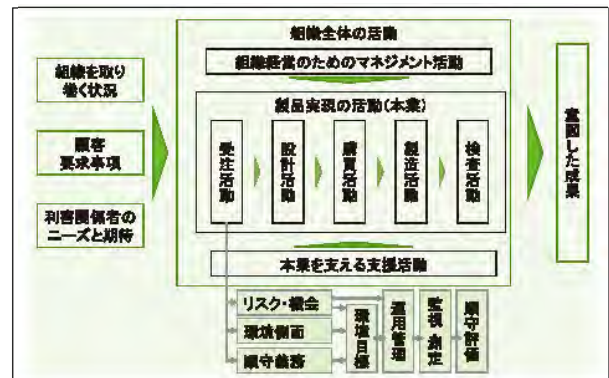 組織全体の活動
組織を取り
巻く状況
顧客
要求事項
利害関係者の
ニーズと期待
組織経営のためのマネジメント活動
製品実現の活動(本業)
受注活動
設計活動
購買活動
製造活動
検査活動
本業を支える支援活動
意図した成果
リスク・機会
環境側面
順守義務
環境目標
運用管理
監視 測定
順守評価